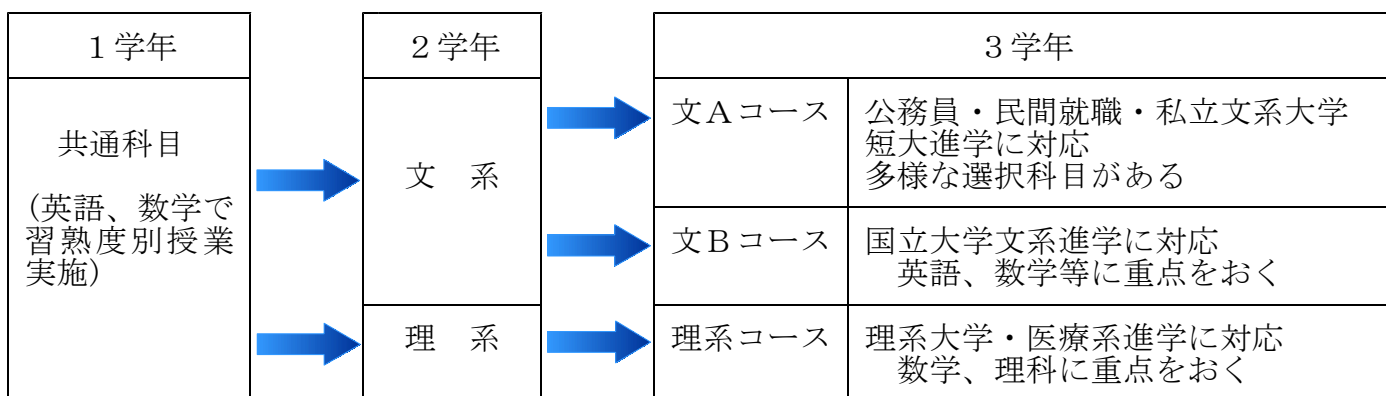 １学年
共通科目
(英語、数学で
習熟度別授業
実施)
２学年
文　系
理　系
３学年
文Ａコース
公務員・民間就職・私立文系大学
短大進学に対応
多様な選択科目がある
文Ｂコース
国立大学文系進学に対応
英語、数学等に重点をおく
理系コース
理系大学・医療系進学に対応
数学、理科に重点をおく